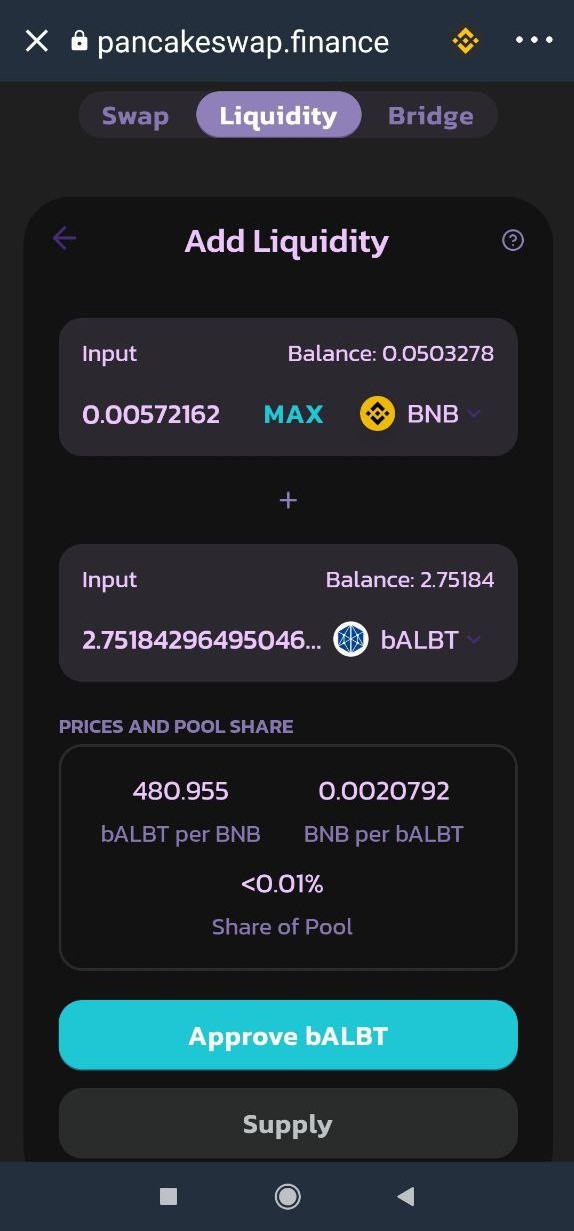 pancakeswap.finance
Swap Liquidity Bridge
Add Liquidity
Input Balance: 0.0503278
0.00572162 MAX BNB
+
Input Balance: 2.75184
2.75184296495046... bALBT
PRICES AND POOL SHARE
480.955 0.0020792
bALBT per BNB BNB per bALBT
<0.01%
Share of Pool
Approve bALBT
Supply